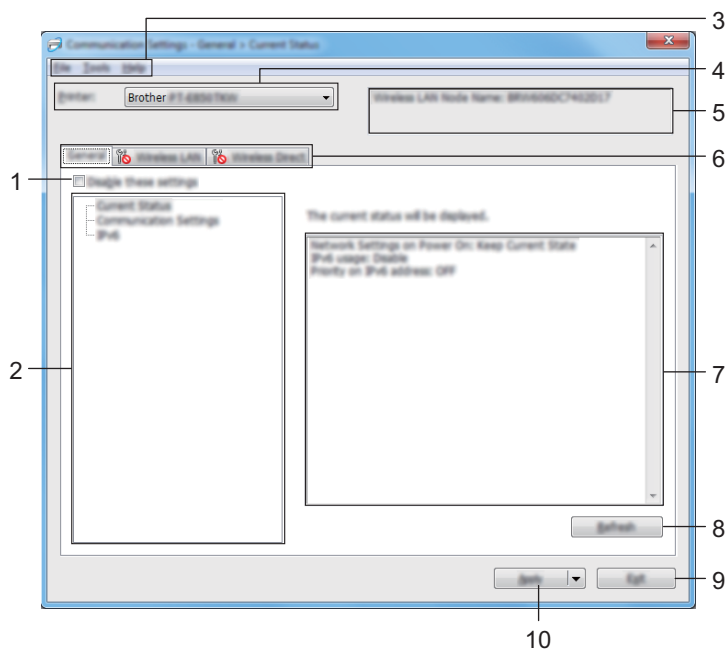 3
Communication Settings - General > Current Status
File Tools Help
4
Printer:
Brother PT-E850TKW
Wireless LAN Node Name: BRW606DC7402D17
5
General
Wireless LAN
Wireless Direct
6
1
Disable these settings
Current Status
Communication Settings
IPv6
The current status will be displayed.
Network Settings on Power On: Keep Current State
IPv6 usage: Disable
Priority on IPv6 address: OFF
2
7
Refresh
8
Apply
Exit
9
10